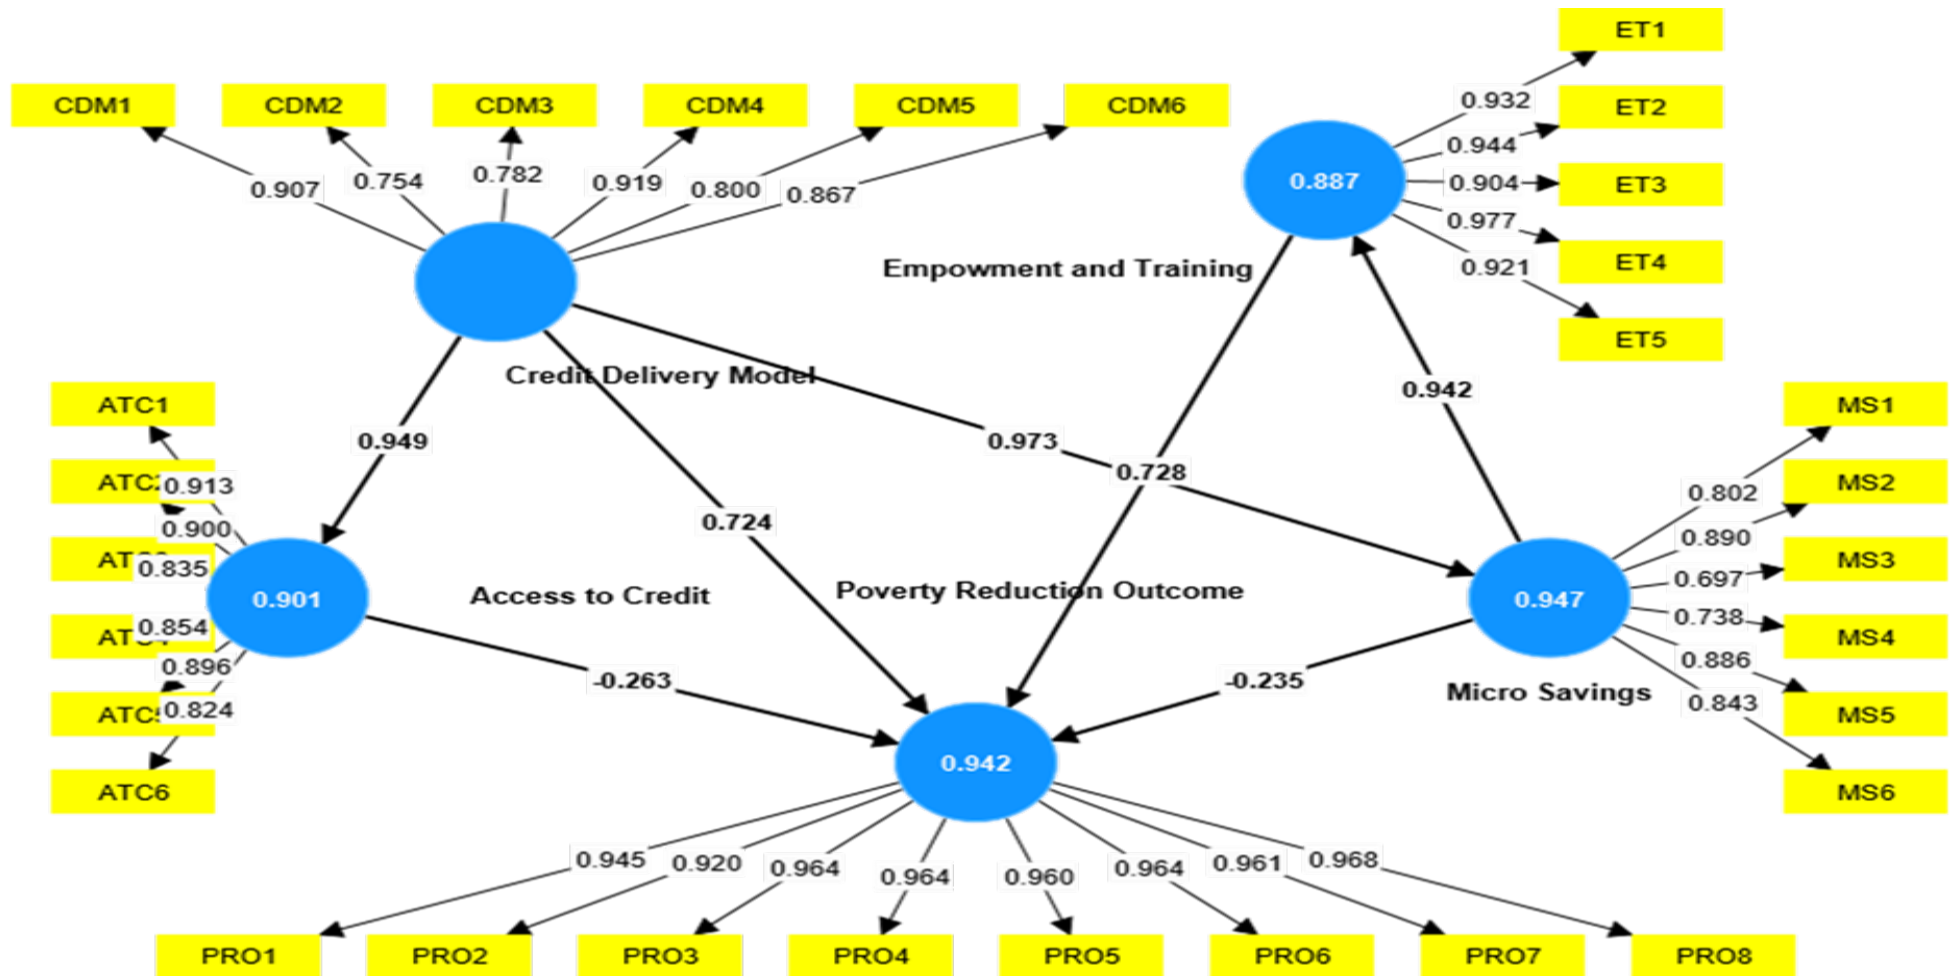 ET1
CDM1 CDM2 CDM3 CDM4 CDM5 CDM6
0.932
ET2
0.944
0.907 0.754 0.782 0.919 0.800 0.867
0.887
0.904
ET3
0.977
ET4
0.921
Empowment and Training
ET5
Credit Delivery Model
0.942
ATC1
MS1
0.949
0.973
0.728
0.913
MS2
0.802
0.724
0.900
0.890
MS3
0.835
0.697
0.901
Access to Credit
Poverty Reduction Outcome
0.947
0.738
MS4
0.854
0.896
0.886
-0.263
-0.235
Micro Savings
0.824
0.843
MS5
0.942
ATC6
MS6
0.945 0.920 0.964 0.964 0.960 0.964 0.961 0.968
PRO1 PRO2 PRO3 PRO4 PRO5 PRO6 PRO7 PRO8